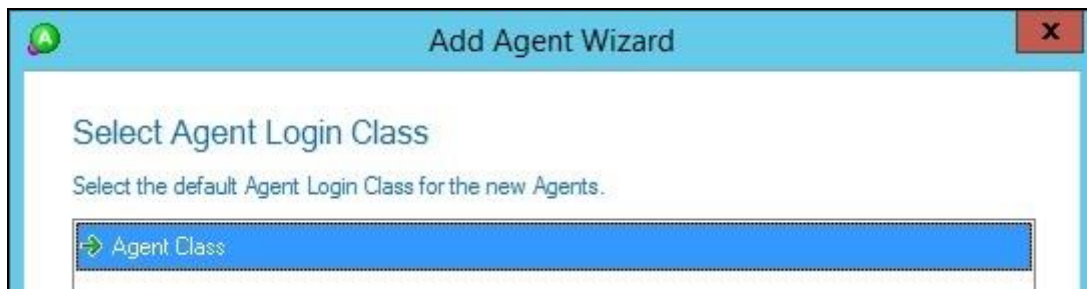 Add Agent Wizard
x
Select Agent Login Class
Select the default Agent Login Class for the new Agents.
Agent Class